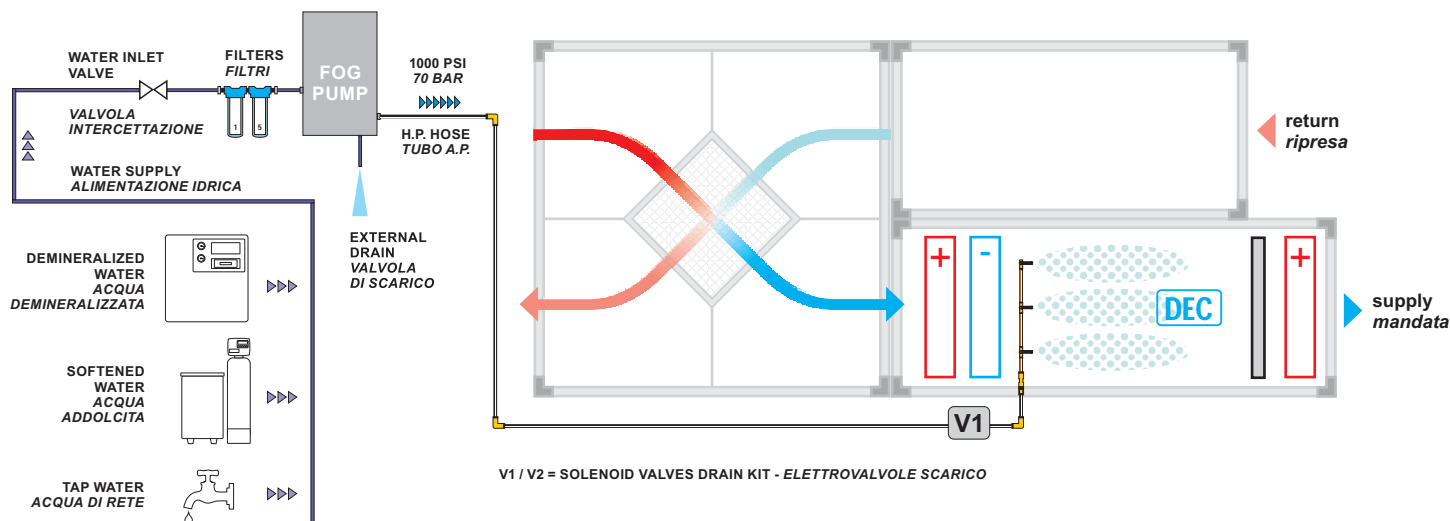 WATER INLET
VALVE
VALVOLA
INTERCETTAZIONE
FILTERS
FILTRI
1
5
FOG
PUMP
1000 PSI
70 BAR
H.P. HOSE
TUBO A.P.
WATER SUPPLY
ALIMENTAZIONE IDRICA
EXTERNAL
DRAIN
VALVOLA
DI SCARICO
DEMINERALIZED
WATER
ACQUA
DEMINERALIZZATA
SOFTENED
WATER
ACQUA
ADDOLCITA
TAP WATER
ACQUA DI RETE
return
ripresa
+
-
DEC
+
supply
mandata
V1
V1 / V2 = SOLENOID VALVES DRAIN KIT - ELETTROVALVOLE SCARICO